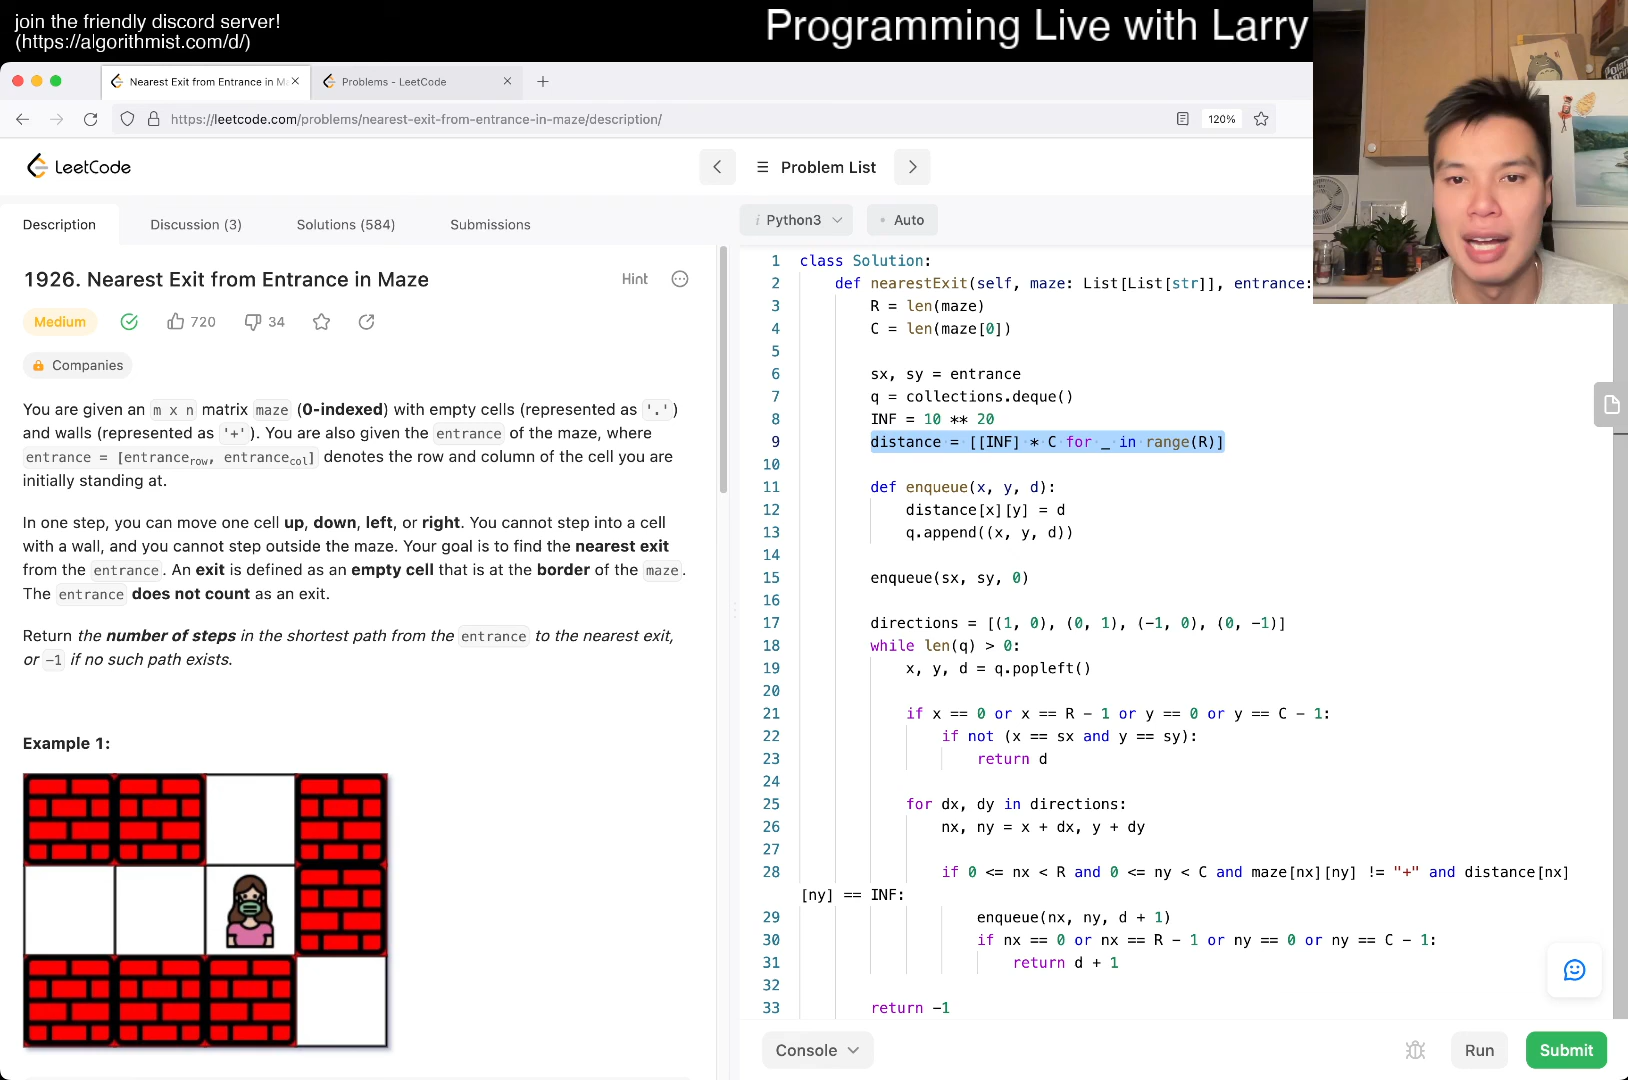 join the friendly discord server!
(https://algorithmist.com/d/)
Programming Live with Larry
Nearest Exit from Entrance in Ma
Problems - LeetCode
https://leetcode.com/problems/nearest-exit-from-entrance-in-maze/description/
120%
LeetCode
Problem List
Description
Discussion (3)
Solutions (584)
Submissions
i Python3
Auto
1926. Nearest Exit from Entrance in Maze
Hint
Medium
720
34
Companies
You are given an m x n matrix maze (0-indexed) with empty cells (represented as '.')
and walls (represented as '+'). You are also given the entrance of the maze, where
entrance = [entrancerow, entrancecol] denotes the row and column of the cell you are
initially standing at.
In one step, you can move one cell up, down, left, or right. You cannot step into a cell
with a wall, and you cannot step outside the maze. Your goal is to find the nearest exit
from the entrance. An exit is defined as an empty cell that is at the border of the maze.
The entrance does not count as an exit.
Return the number of steps in the shortest path from the entrance to the nearest exit,
or -1 if no such path exists.
Example 1:
1 class Solution:
2 def nearestExit(self, maze: List[List[str]], entrance:
3 R = len(maze)
4 C = len(maze[0])
5
6 sx, sy = entrance
7 q = collections.deque()
8 INF = 10 ** 20
9 distance = [[INF] * C for _ in range(R)]
10
11 def enqueue(x, y, d):
12 distance[x][y] = d
13 q.append((x, y, d))
14
15 enqueue(sx, sy, 0)
16
17 directions = [(1, 0), (0, 1), (-1, 0), (0, -1)]
18 while len(q) > 0:
19 x, y, d = q.popleft()
20
21 if x == 0 or x == R - 1 or y == 0 or y == C - 1:
22 if not (x == sx and y == sy):
23 return d
24
25 for dx, dy in directions:
26 nx, ny = x + dx, y + dy
27
28 if 0 <= nx < R and 0 <= ny < C and maze[nx][ny] != "+" and distance[nx]
[ny] == INF:
29 enqueue(nx, ny, d + 1)
30 if nx == 0 or nx == R - 1 or ny == 0 or ny == C - 1:
31 return d + 1
32
33 return -1
Console
Run
Submit